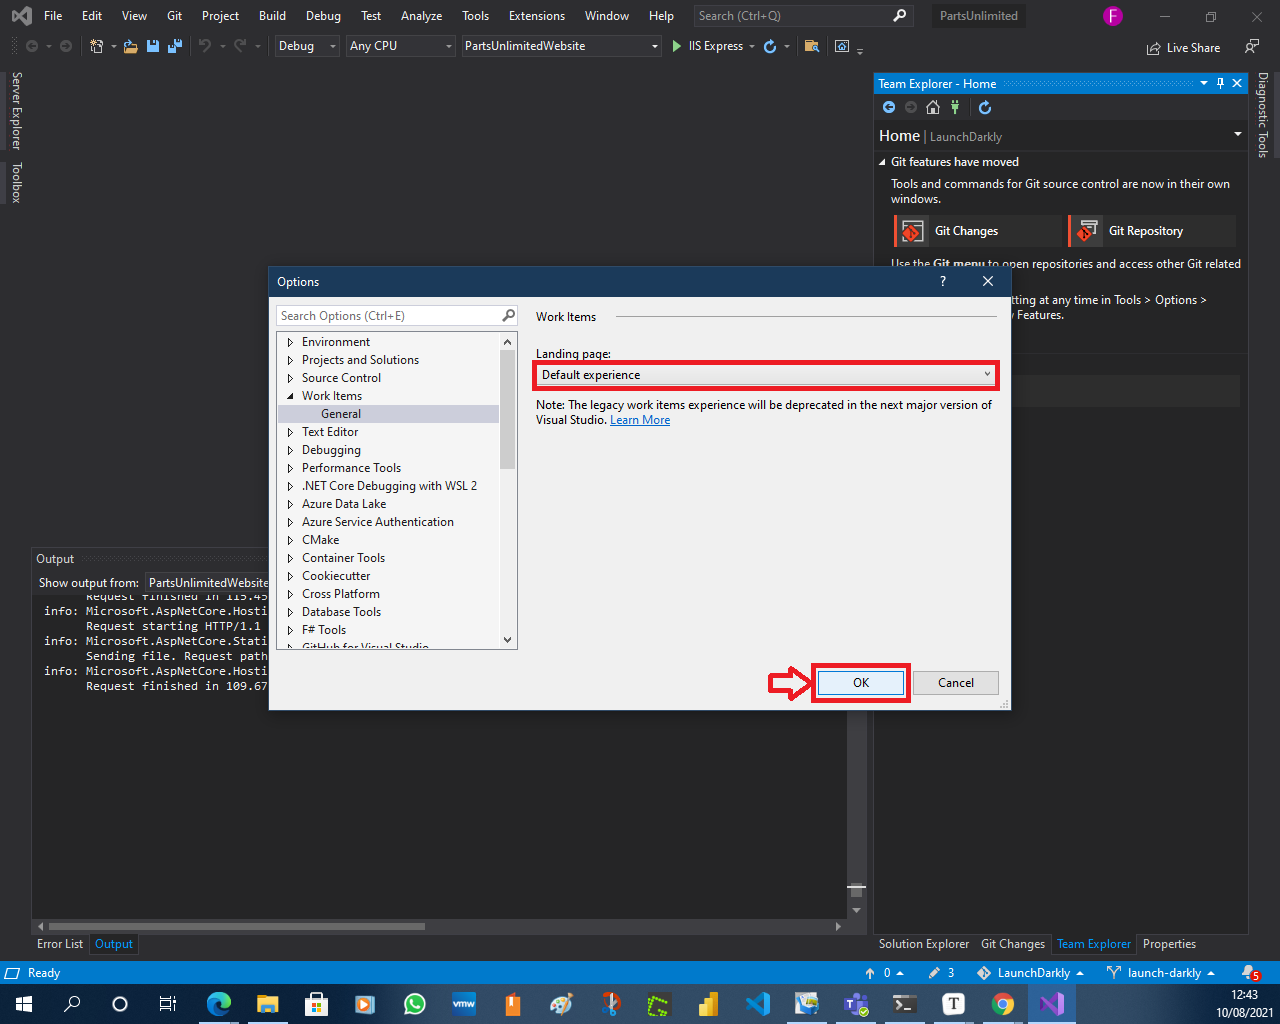 File Edit View Git Project Build Debug Test Analyze Tools Extensions Window Help Search (Ctrl+Q) PartsUnlimited F
Debug Any CPU PartsUnlimitedWebsite IIS Express Live Share
Server Explorer
Toolbox
Team Explorer - Home
Home | LaunchDarkly
Git features have moved
Tools and commands for Git source control are now in their own
windows.
Git Changes Git Repository
Use the Git menu to open repositories and access other Git related
tting at any time in Tools > Options >
y Features.
Diagnostic Tools
Options ?
Search Options (Ctrl+E)
Environment
Projects and Solutions
Source Control
Work Items
General
Text Editor
Debugging
Performance Tools
.NET Core Debugging with WSL 2
Azure Data Lake
Azure Service Authentication
CMake
Container Tools
Cookiecutter
Cross Platform
Database Tools
F# Tools
GitHub for Visual Studio
Work Items
Landing page:
Default experience
Note: The legacy work items experience will be deprecated in the next major version of
Visual Studio. Learn More
OK Cancel
Output
Show output from: PartsUnlimitedWebsite
Request finished in 115.45
info: Microsoft.AspNetCore.Hosti
Request starting HTTP/1.1
info: Microsoft.AspNetCore.Stati
Sending file. Request path
info: Microsoft.AspNetCore.Hosti
Request finished in 109.67
Error List Output
Solution Explorer Git Changes Team Explorer Properties
Ready 0 3 LaunchDarkly launch-darkly 5
vmw T
12:43
10/08/2021